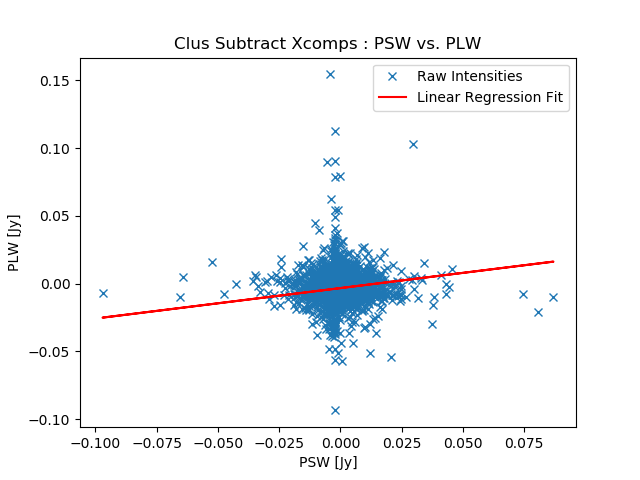 Clus Subtract Xcomps : PSW vs. PLW
Raw Intensities
Linear Regression Fit
PLW [Jy]
0.15
0.10
0.05
0.00
−0.05
−0.10
−0.100 −0.075 −0.050 −0.025 0.000 0.025 0.050 0.075
PSW [Jy]